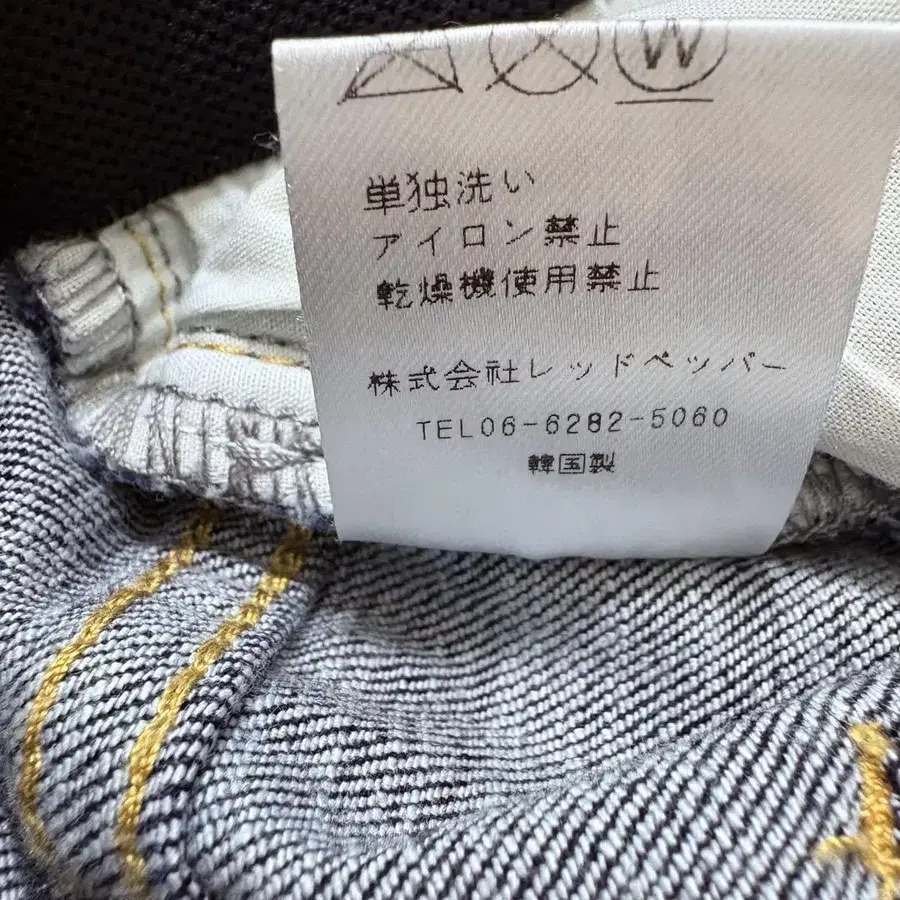 W
単独洗い
アイロン禁止
乾燥機使用禁止
株式会社レッドペッパー
TEL06-6282-5060
韓国製